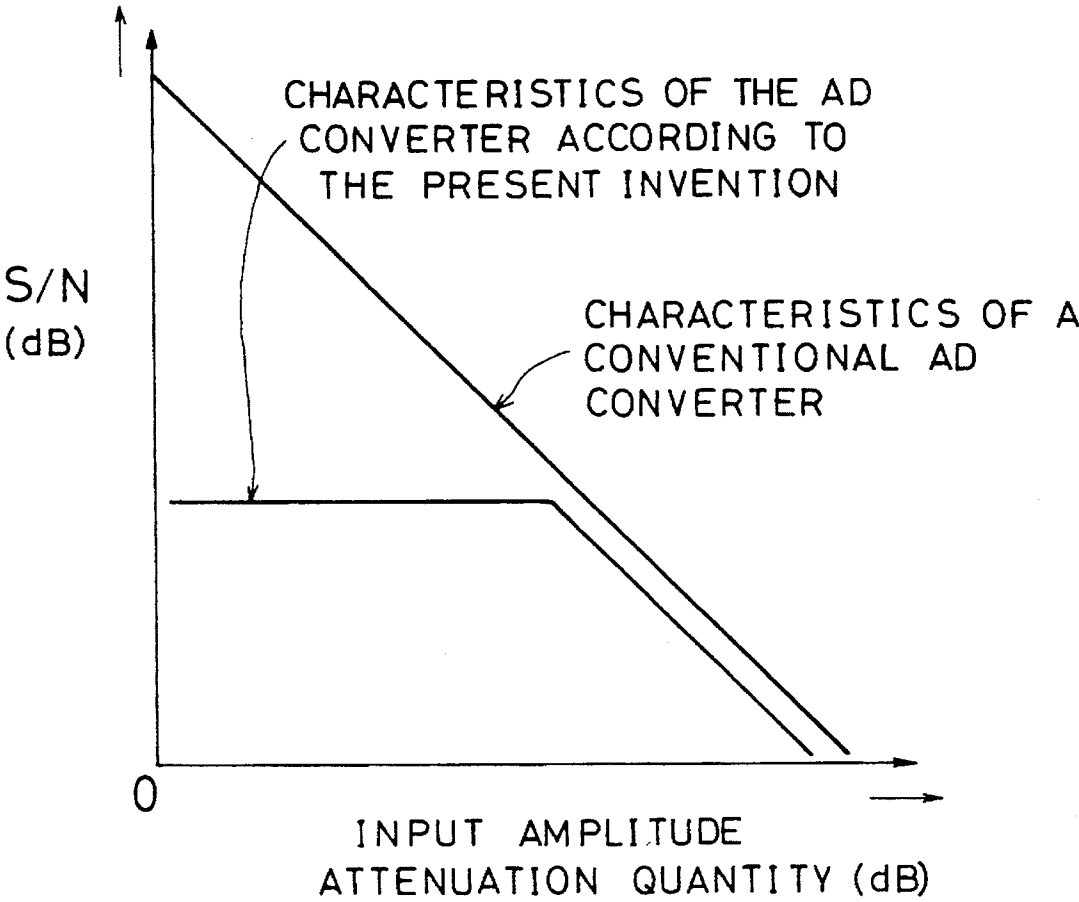 CHARACTERISTICS OF THE AD
CONVERTER ACCORDING TO
THE PRESENT INVENTION
S/N
(dB)
CHARACTERISTICS OF A
CONVENTIONAL AD
CONVERTER
0
INPUT AMPLITUDE
ATTENUATION QUANTITY (dB)